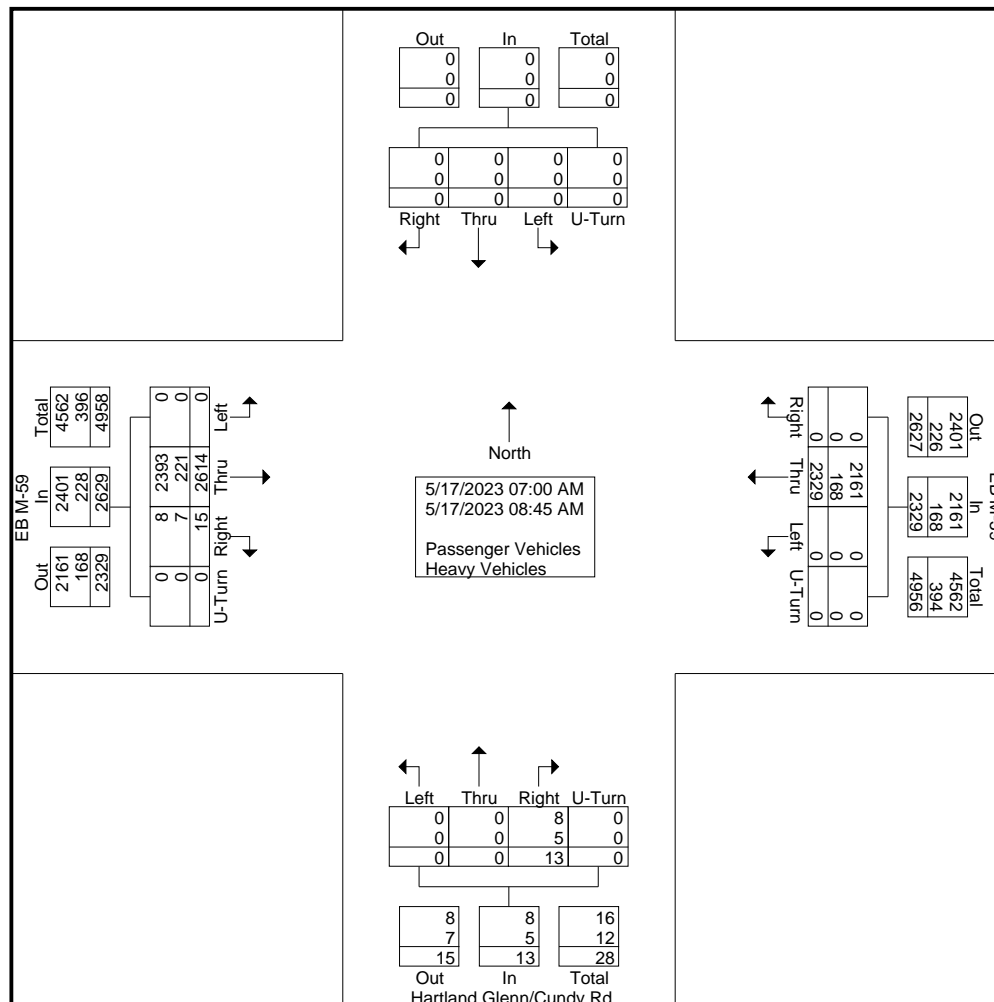 Out In Total
0 0 0
0 0 0
0 0 0
0 0 0 0
0 0 0 0
0 0 0 0
Right Thru Left U-Turn
EB M-59
Total In Out
4562 2401 2161
396 228 168
4958 2629 2329
0 2393 8 0
0 221 7 0
0 2614 15 0
Left Thru Right U-Turn
North
5/17/2023 07:00 AM
5/17/2023 08:45 AM
Passenger Vehicles
Heavy Vehicles
Right Thru Left U-Turn
0 2161 0 0
0 168 0 0
0 2329 0 0
Out In Total
2401 2161 4562
226 168 394
2627 2329 4956
Left Thru Right U-Turn
0 0 8 0
0 0 5 0
0 0 13 0
8 8 16
7 5 12
15 13 28
Out In Total
Hartland Glenn/Cundy Rd